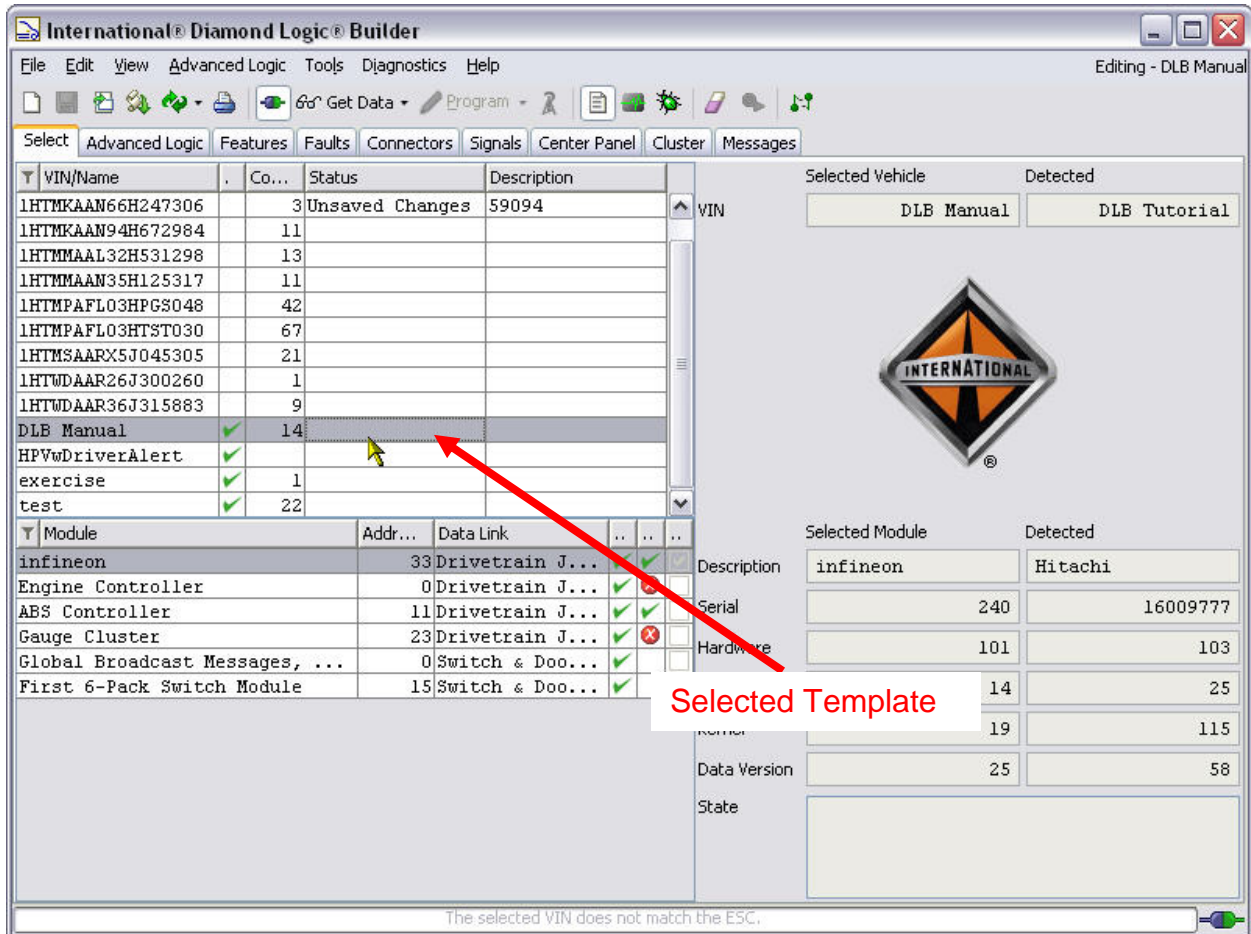 International® Diamond Logic® Builder
File Edit View Advanced Logic Tools Diagnostics Help Editing - DLB Manual
Get Data Program
Select Advanced Logic Features Faults Connectors Signals Center Panel Cluster Messages
VIN/Name . Co... Status Description
Selected Vehicle Detected
1HTMKAAN66H247306 3 Unsaved Changes 59094
VIN DLB Manual DLB Tutorial
1HTMKAAN94H672984 11
1HTMMAAL32H531298 13
1HTMMAAN35H125317 11
1HTMPAFL03HPGS048 42
1HTMPAFL03HTST030 67
1HTMSAARX5J045305 21
1HTWDAAR26J300260 1
1HTWDAAR36J315883 9
DLB Manual 14
HPVwDriverAlert
exercise 1
test 22
INTERNATIONAL
®
Module Addr... Data Link .. .. ..
Selected Module Detected
infineon 33 Drivetrain J...
Engine Controller 0 Drivetrain J...
ABS Controller 11 Drivetrain J...
Gauge Cluster 23 Drivetrain J...
Global Broadcast Messages, ... 0 Switch & Doo...
First 6-Pack Switch Module 15 Switch & Doo...
Description infineon Hitachi
Serial 240 16009777
Hardware 101 103
14 25
Selected Template
19 115
Data Version 25 58
State
The selected VIN does not match the ESC.